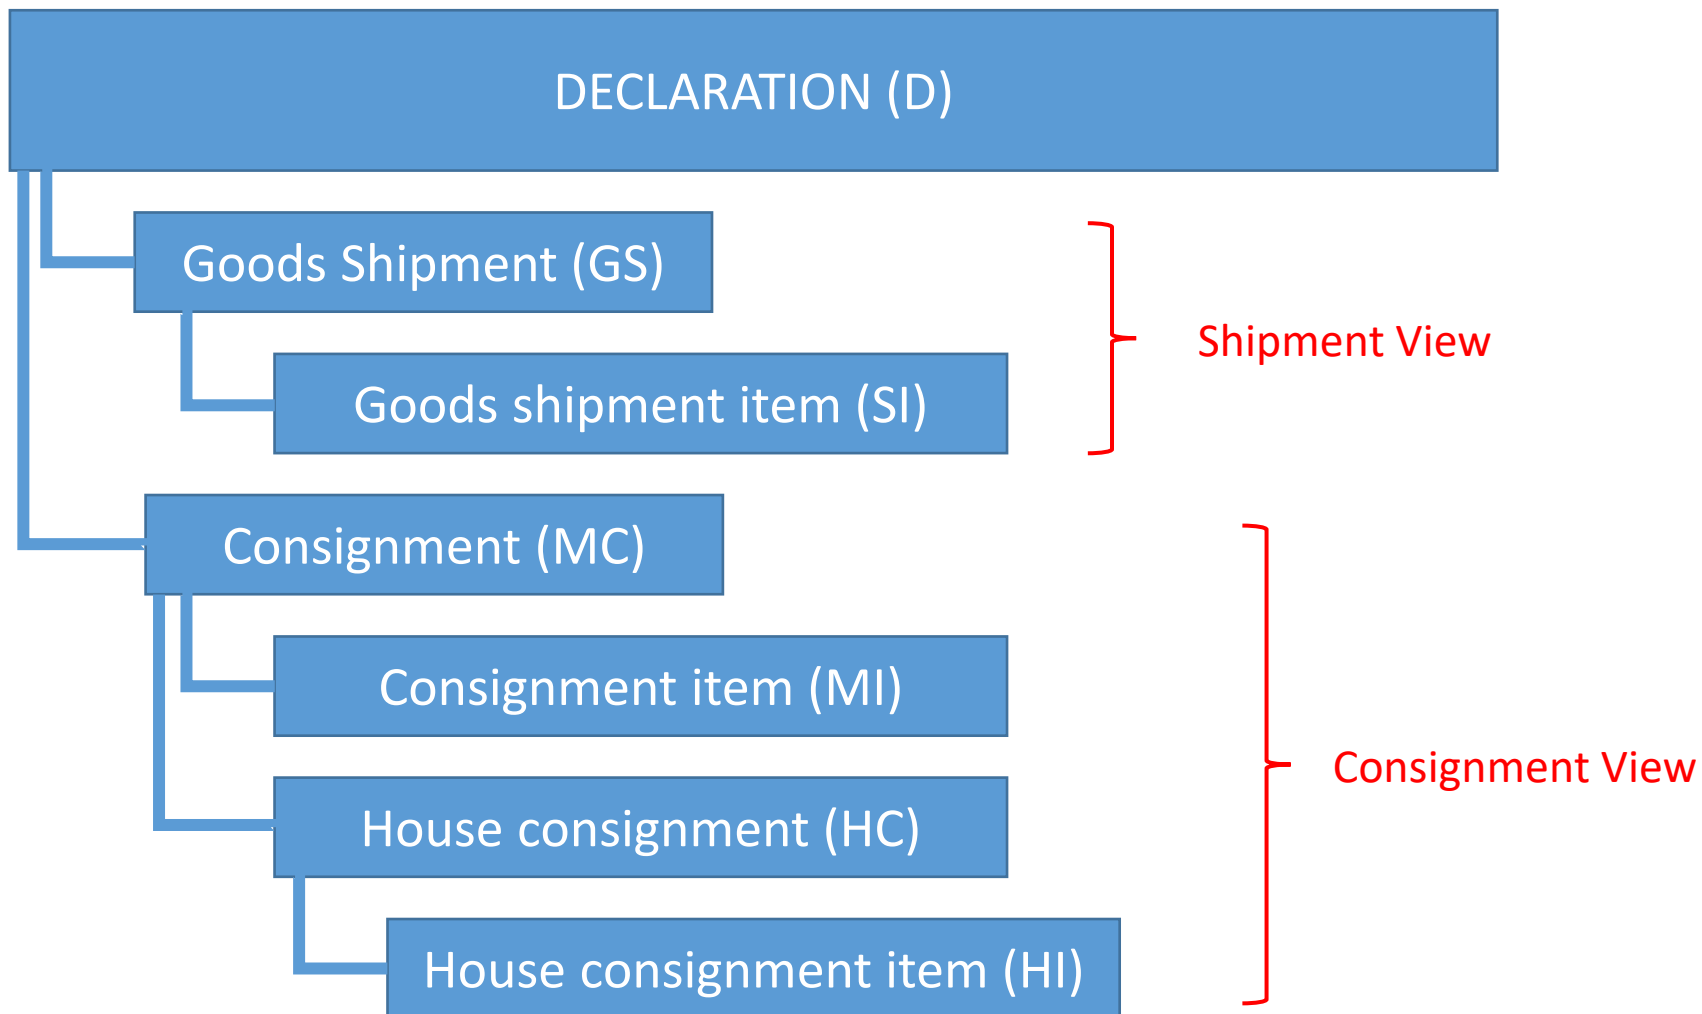 DECLARATION (D)
Goods Shipment (GS)
Shipment View
Goods shipment item (SI)
Consignment (MC)
Consignment item (MI)
Consignment View
House consignment (HC)
House consignment item (HI)